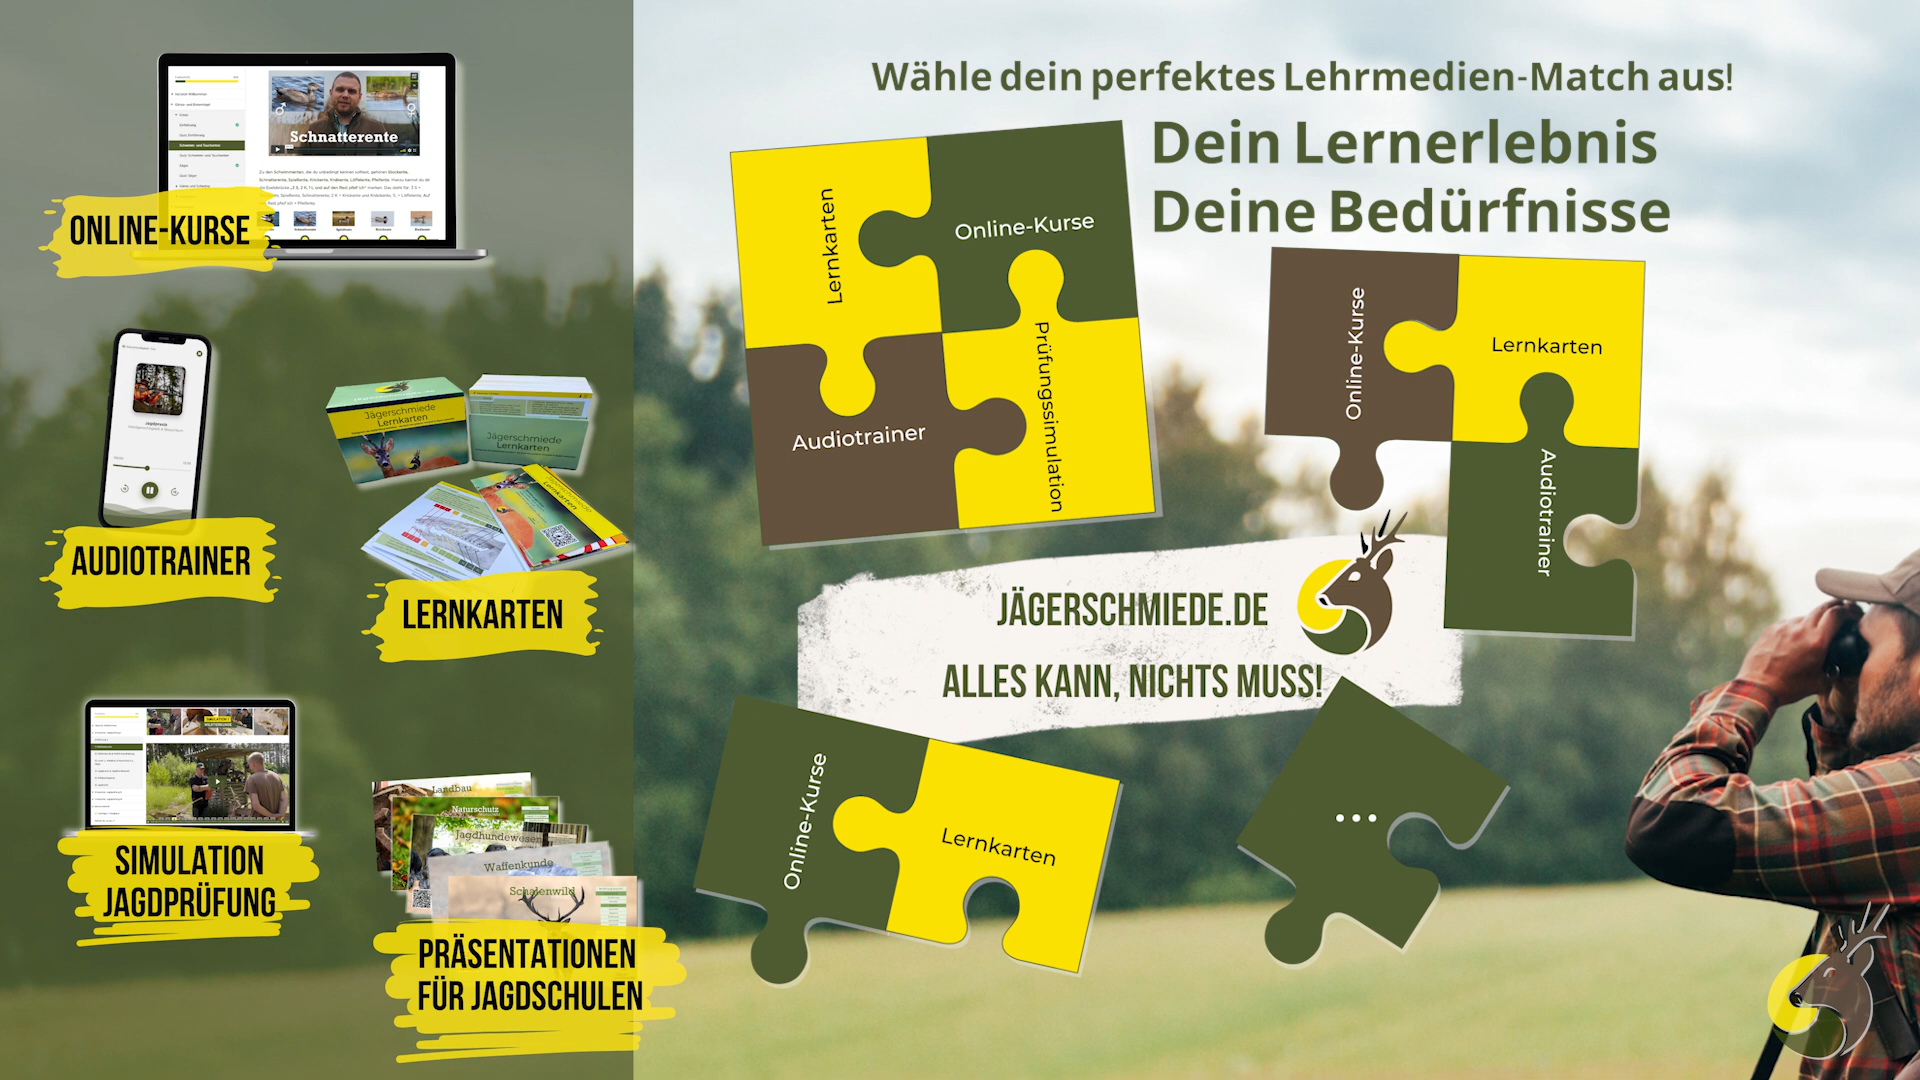 Schnatterente
ONLINE-KURSE
AUDIOTRAINER
Jägerschmiede
Lernkarten
Jägerschmiede
Lernkarten
Lernkarten
LERNKARTEN
SIMULATION
JAGDPRÜFUNG
Landbau
Naturschutz
Jagdhundewesen
Waffenkunde
Schalenwild
PRÄSENTATIONEN
FÜR JAGDSCHULEN
Wähle dein perfektes Lehrmedien-Match aus!
Dein Lernerlebnis
Deine Bedürfnisse
Lernkarten
Online-Kurse
Audiotrainer
Prüfungssimulation
Online-Kurse
Lernkarten
Audiotrainer
JÄGERSCHMIEDE.DE
ALLES KANN, NICHTS MUSS!
Online-Kurse
Lernkarten
...